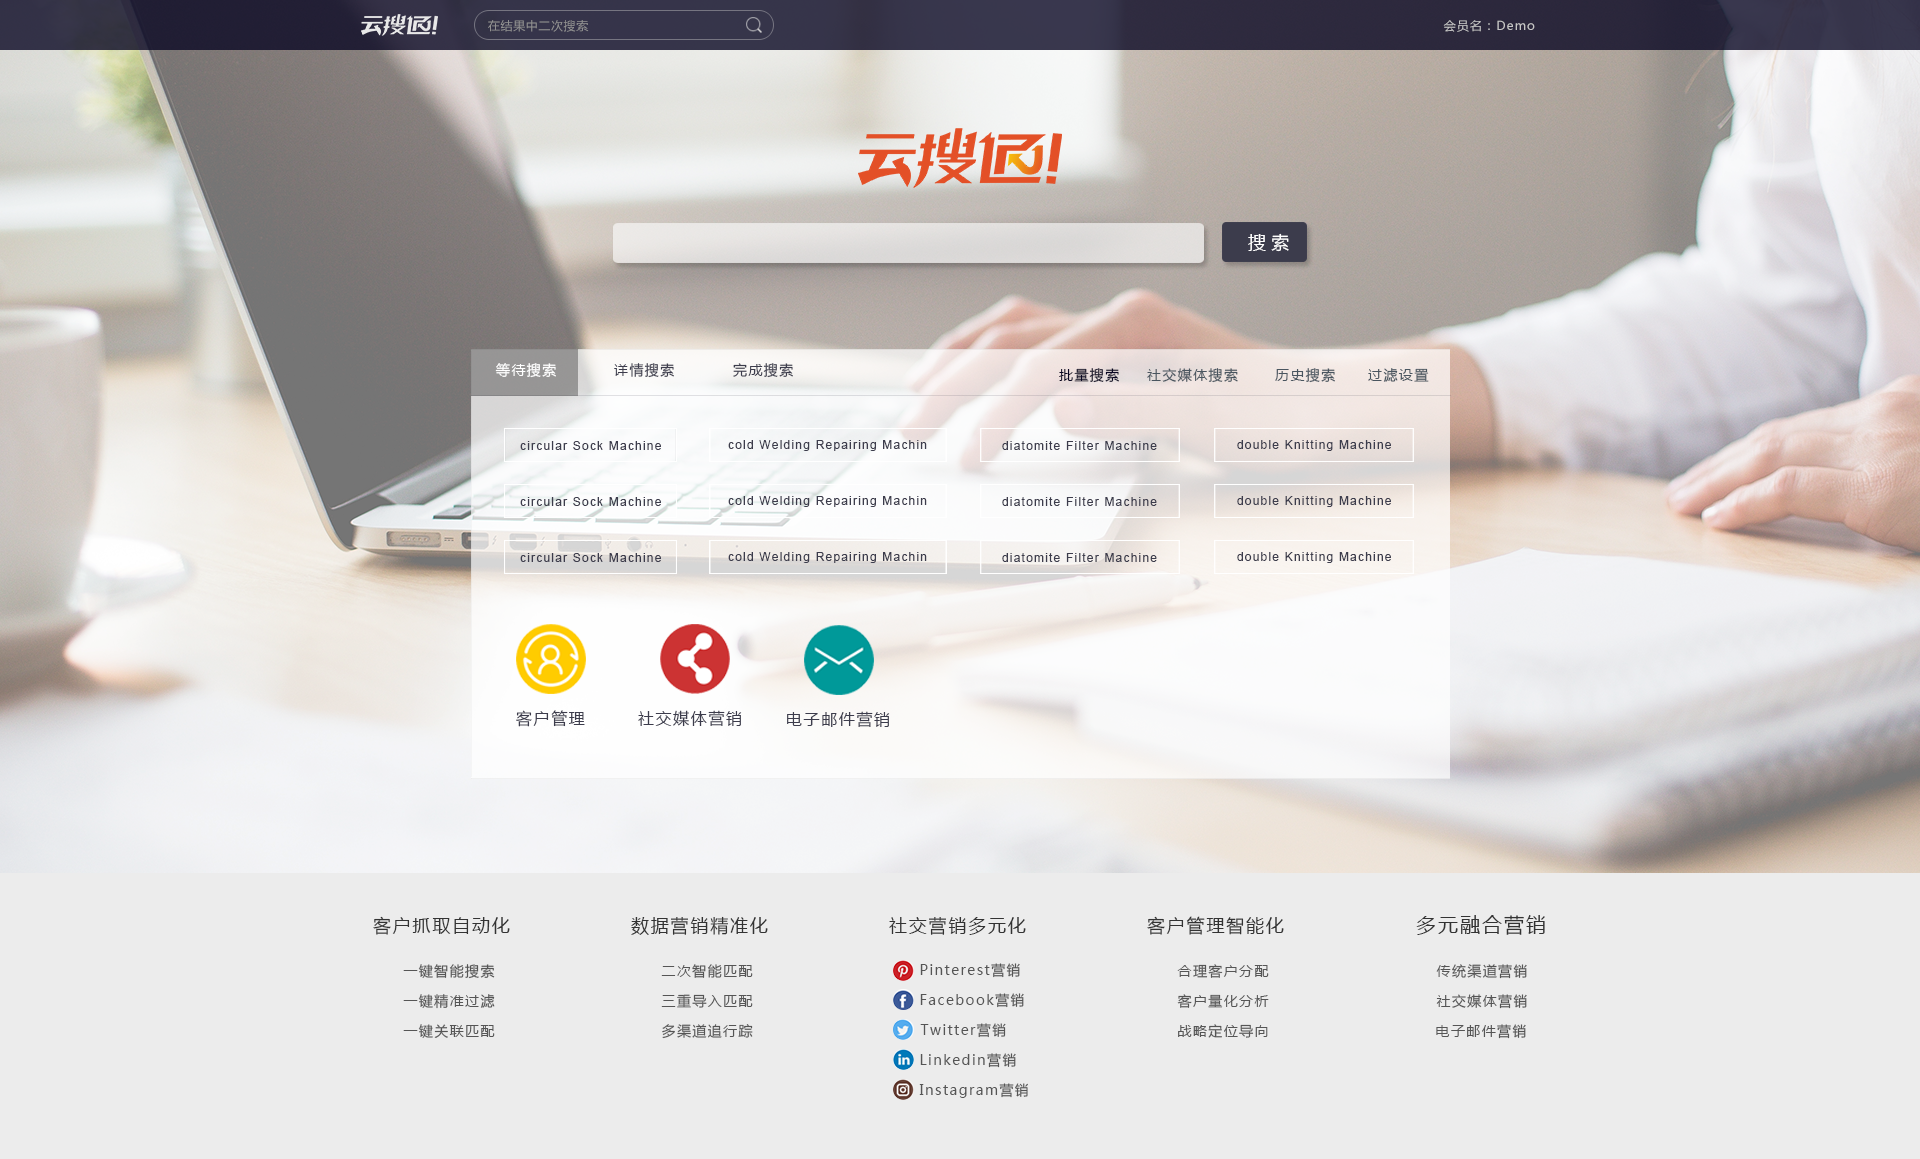 云搜通!
在结果中二次搜索
会员名：Demo
云搜通!
搜索
等待搜索 详情搜索 完成搜索 批量搜索 社交媒体搜索 历史搜索 过滤设置
circular Sock Machine cold Welding Repairing Machin diatomite Filter Machine double Knitting Machine
circular Sock Machine cold Welding Repairing Machin diatomite Filter Machine double Knitting Machine
circular Sock Machine cold Welding Repairing Machin diatomite Filter Machine double Knitting Machine
客户管理 社交媒体营销 电子邮件营销
客户抓取自动化
一键智能搜索
一键精准过滤
一键关联匹配
数据营销精准化
二次智能匹配
三重导入匹配
多渠道追行踪
社交营销多元化
Pinterest营销
Facebook营销
Twitter营销
Linkedin营销
Instagram营销
客户管理智能化
合理客户分配
客户量化分析
战略定位导向
多元融合营销
传统渠道营销
社交媒体营销
电子邮件营销